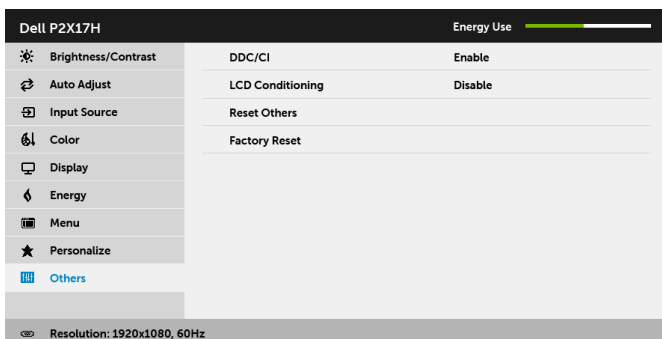 Dell P2X17H Energy Use
Brightness/Contrast DDC/CI Enable
Auto Adjust LCD Conditioning Disable
Input Source Reset Others
Color Factory Reset
Display
Energy
Menu
Personalize
Others
Resolution: 1920x1080, 60Hz